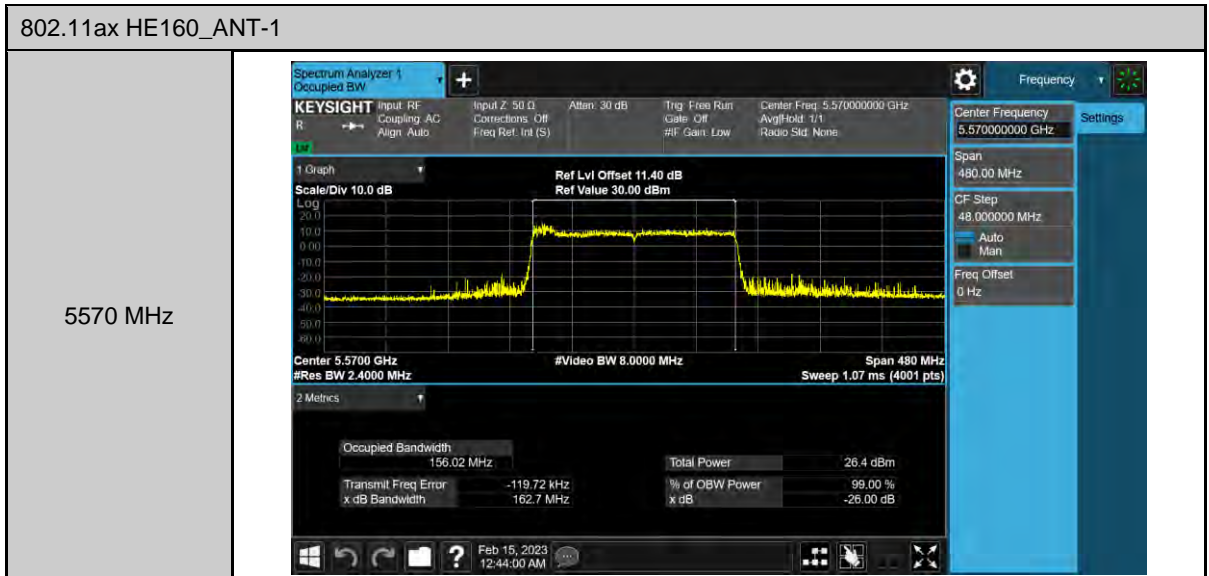 802.11ax HE160_ANT-1
5570 MHz
Spectrum Analyzer 1
Occupied BW
KEYSIGHT
R
Input: RF
Coupling: AC
Align: Auto
Input Z: 50 Ω
Corrections: Off
Freq Ref: Int (S)
Atten: 30 dB
Trig: Free Run
Gate: Off
#IF Gain: Low
Center Freq: 5.570000000 GHz
Avg|Hold: 1/1
Radio Std: None
1 Graph
Scale/Div 10.0 dB
Ref Lvl Offset 11.40 dB
Ref Value 30.00 dBm
Log
20.0
10.0
0.00
-10.0
-20.0
-30.0
-40.0
-50.0
-60.0
Center 5.5700 GHz
#Video BW 8.0000 MHz
Span 480 MHz
#Res BW 2.4000 MHz
Sweep 1.07 ms (4001 pts)
2 Metrics
Occupied Bandwidth
156.02 MHz
Total Power 26.4 dBm
Transmit Freq Error -119.72 kHz
% of OBW Power 99.00 %
x dB Bandwidth 162.7 MHz
x dB -26.00 dB
Feb 15, 2023
12:44:00 AM
Frequency
Center Frequency
5.570000000 GHz
Settings
Span
480.00 MHz
CF Step
48.000000 MHz
Auto
Man
Freq Offset
0 Hz